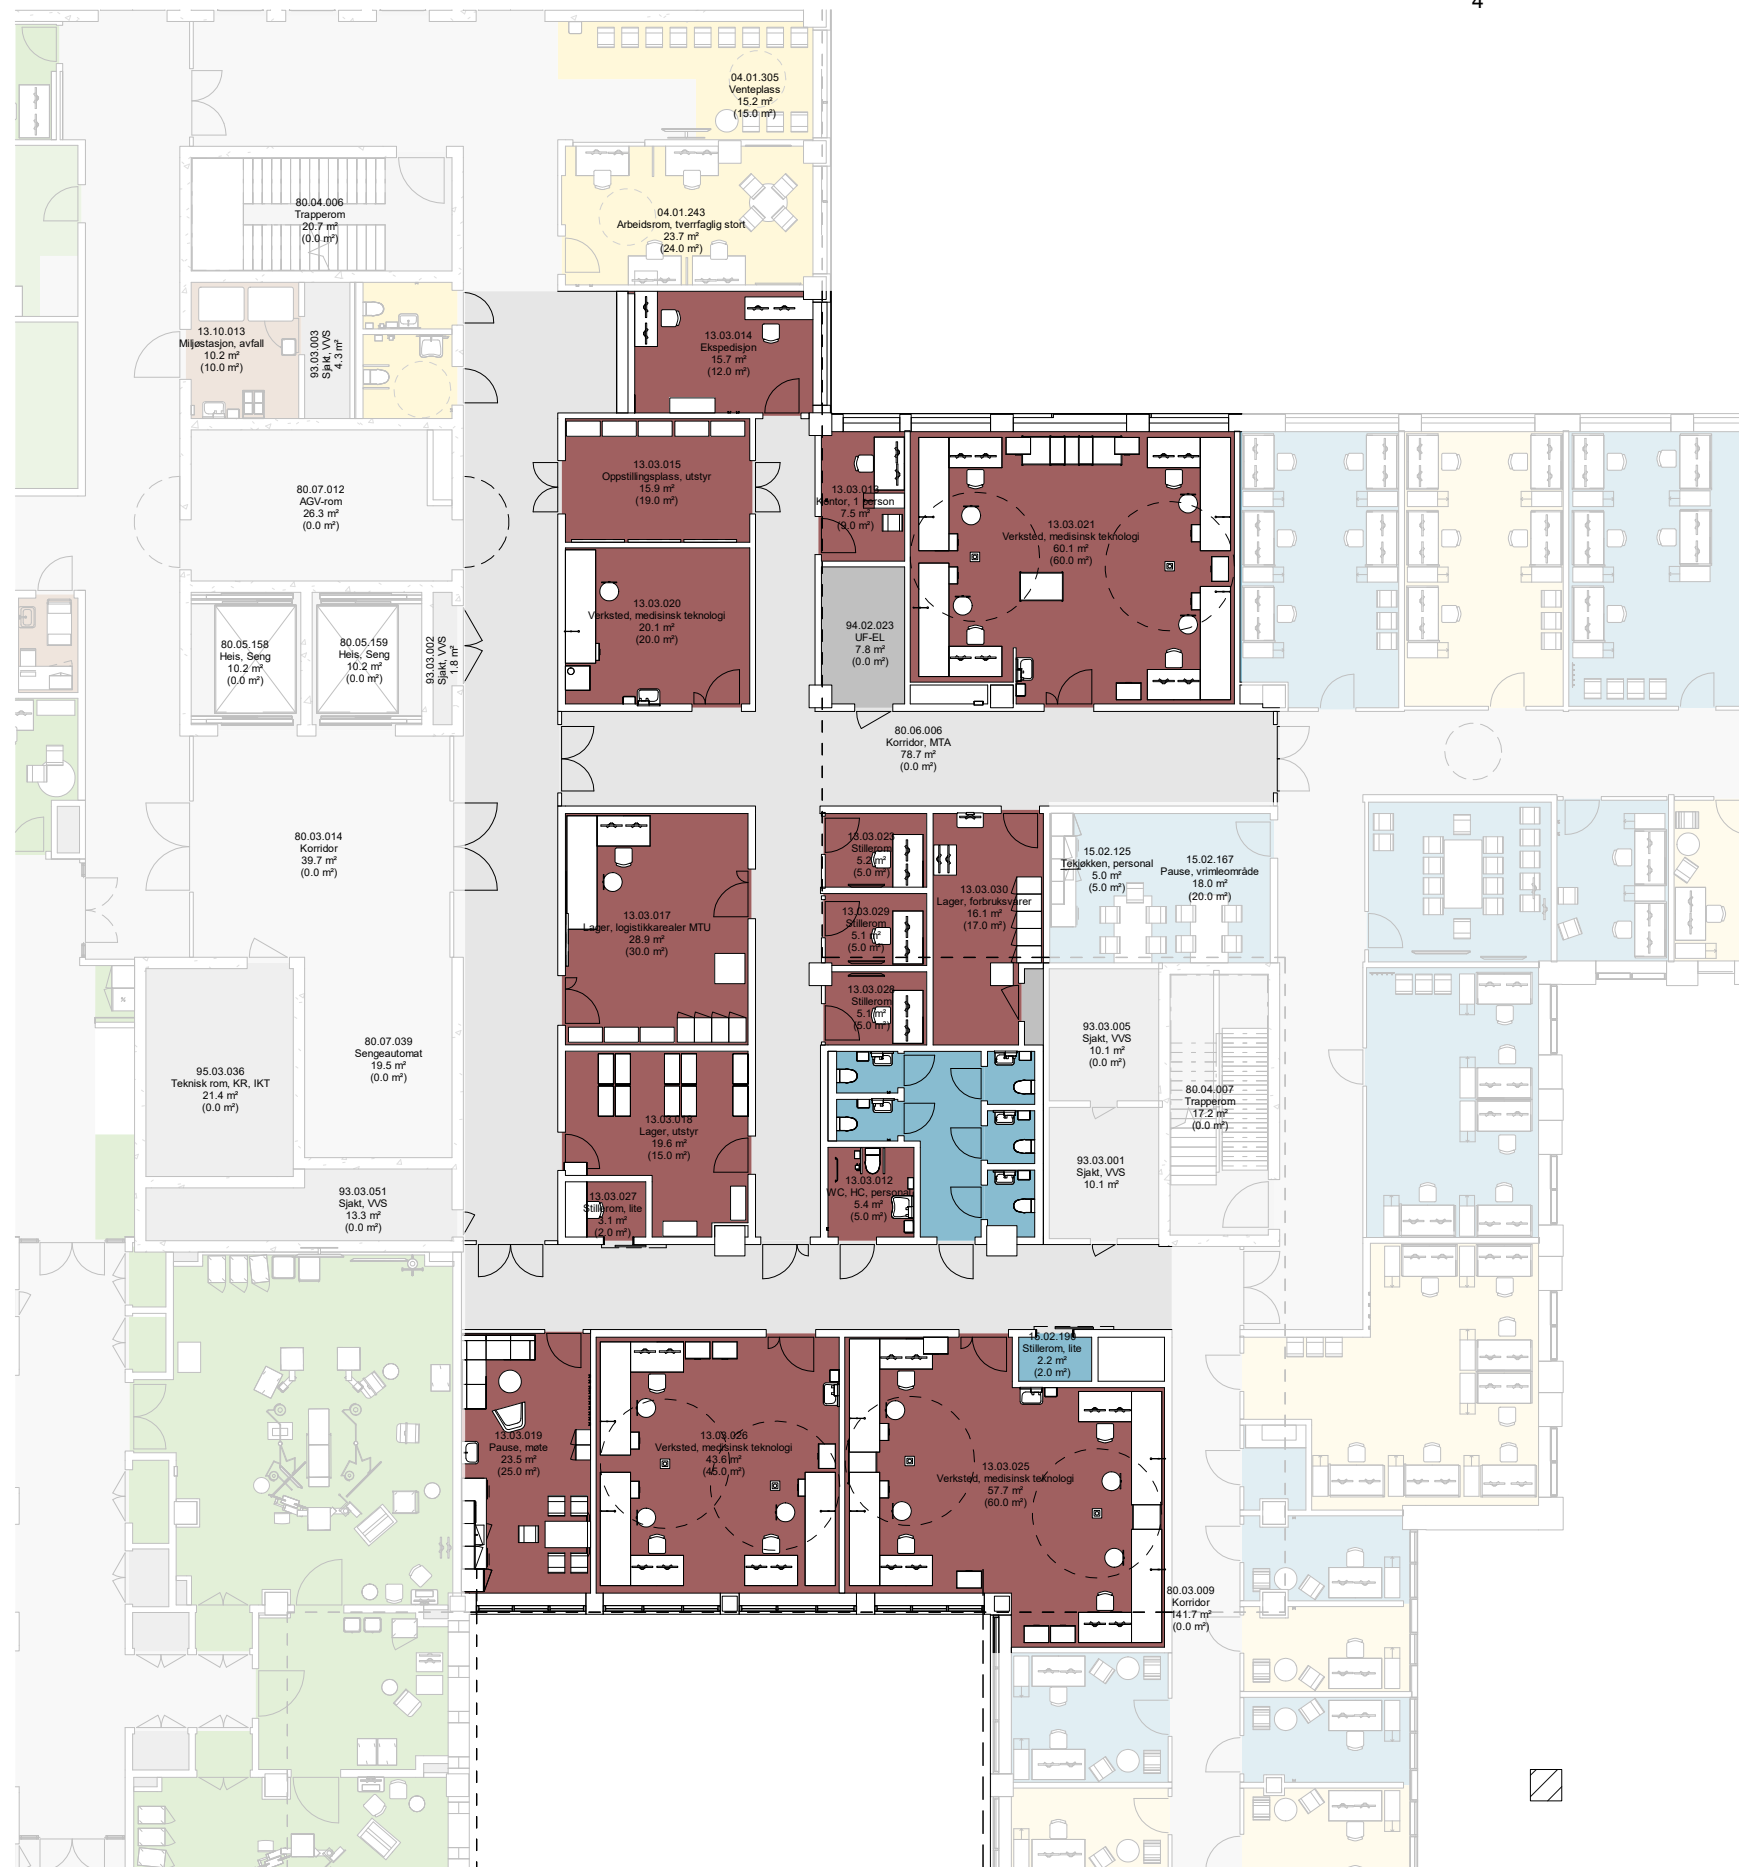 4
04.01.305
Venteplass
15.2 m²
(15.0 m²)
80.04.006
Trapperom
20.7 m²
(0.0 m²)
04.01.243
Arbeidsrom, tverrfaglig stort
23.7 m²
(24.0 m²)
13.10.013
Miljøstasjon, avfall
10.2 m²
(10.0 m²)
93.03.003
Sjakt, VVS
4.3 m²
13.03.014
Ekspedisjon
15.7 m²
(12.0 m²)
13.03.015
Oppstillingsplass, utstyr
15.9 m²
(19.0 m²)
80.07.012
AGV-rom
26.3 m²
(0.0 m²)
13.03.013
Kontor, 1 person
7.5 m²
(9.0 m²)
13.03.021
Verksted, medisinsk teknologi
60.1 m²
(60.0 m²)
13.03.020
Verksted, medisinsk teknologi
20.1 m²
(20.0 m²)
94.02.023
UF-EL
7.8 m²
(0.0 m²)
80.05.158
Heis, Seng
10.2 m²
(0.0 m²)
80.05.159
Heis, Seng
10.2 m²
(0.0 m²)
93.03.002
Sjakt, VVS
1.8 m²
80.06.006
Korridor, MTA
78.7 m²
(0.0 m²)
80.03.014
Korridor
39.7 m²
(0.0 m²)
13.03.023
Stillerom
5.2 m²
(5.0 m²)
15.02.125
Tekjøkken, personal
5.0 m²
(5.0 m²)
15.02.167
Pause, vrimleområde
18.0 m²
(20.0 m²)
13.03.030
Lager, forbruksvarer
16.1 m²
(17.0 m²)
13.03.017
Lager, logistikkarealer MTU
28.9 m²
(30.0 m²)
13.03.029
Stillerom
5.1 m²
(5.0 m²)
13.03.028
Stillerom
5.1 m²
(5.0 m²)
93.03.005
Sjakt, VVS
10.1 m²
(0.0 m²)
80.07.039
Sengeautomat
19.5 m²
(0.0 m²)
95.03.036
Teknisk rom, KR, IKT
21.4 m²
(0.0 m²)
80.04.007
Trapperom
17.2 m²
(0.0 m²)
13.03.018
Lager, utstyr
19.6 m²
(15.0 m²)
93.03.001
Sjakt, VVS
10.1 m²
13.03.012
WC, HC, personal
5.4 m²
(5.0 m²)
93.03.051
Sjakt, VVS
13.3 m²
(0.0 m²)
13.03.027
Stillerom, lite
3.1 m²
(2.0 m²)
15.02.190
Stillerom, lite
2.2 m²
(2.0 m²)
13.03.019
Pause, møte
23.5 m²
(25.0 m²)
13.03.026
Verksted, medisinsk teknologi
43.6 m²
(45.0 m²)
13.03.025
Verksted, medisinsk teknologi
57.7 m²
(60.0 m²)
80.03.009
Korridor
141.7 m²
(0.0 m²)